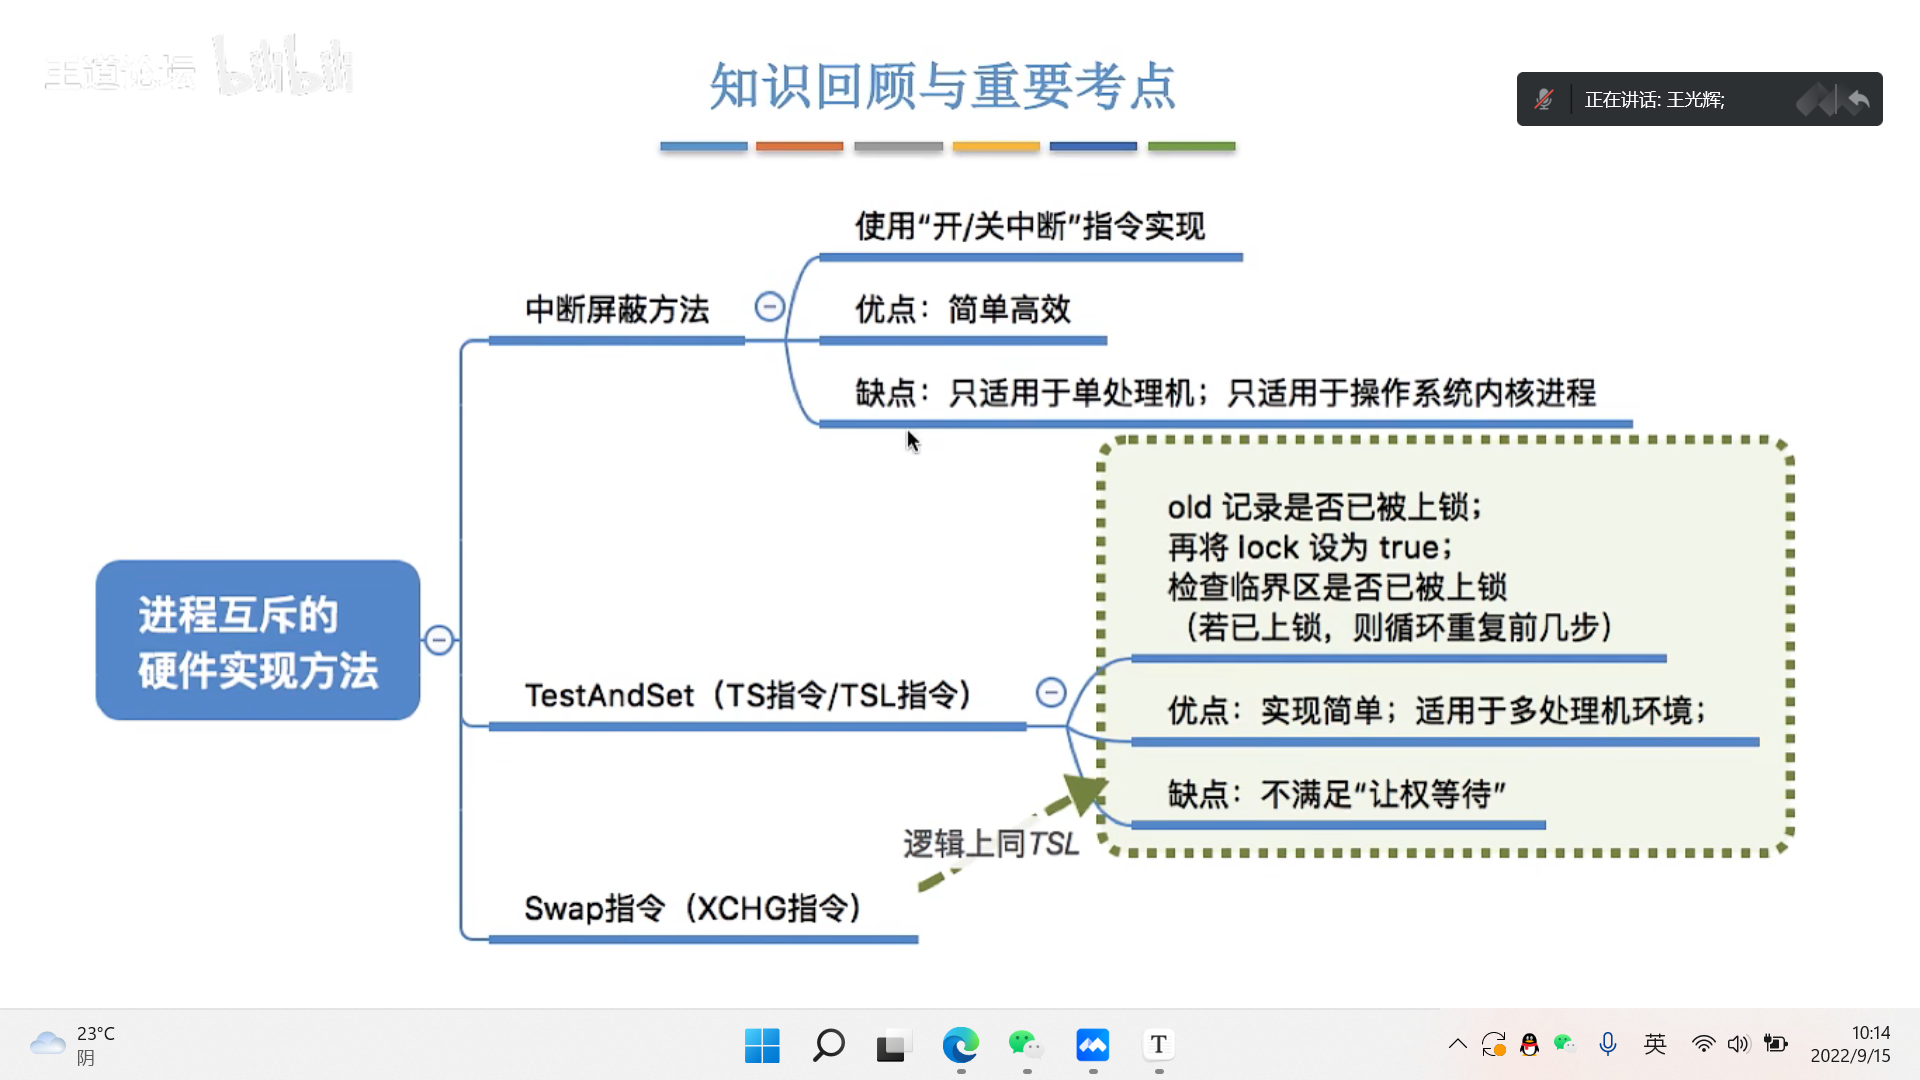 王道论坛 bilibili
知识回顾与重要考点
正在讲话: 王光辉;
使用“开/关中断”指令实现
中断屏蔽方法
优点：简单高效
缺点：只适用于单处理机；只适用于操作系统内核进程
old 记录是否已被上锁；
再将 lock 设为 true；
检查临界区是否已被上锁
（若已上锁，则循环重复前几步）
进程互斥的
硬件实现方法
TestAndSet（TS指令/TSL指令）
优点：实现简单；适用于多处理机环境；
缺点：不满足“让权等待”
逻辑上同TSL
Swap指令（XCHG指令）
23°C
阴
T
英
10:14
2022/9/15